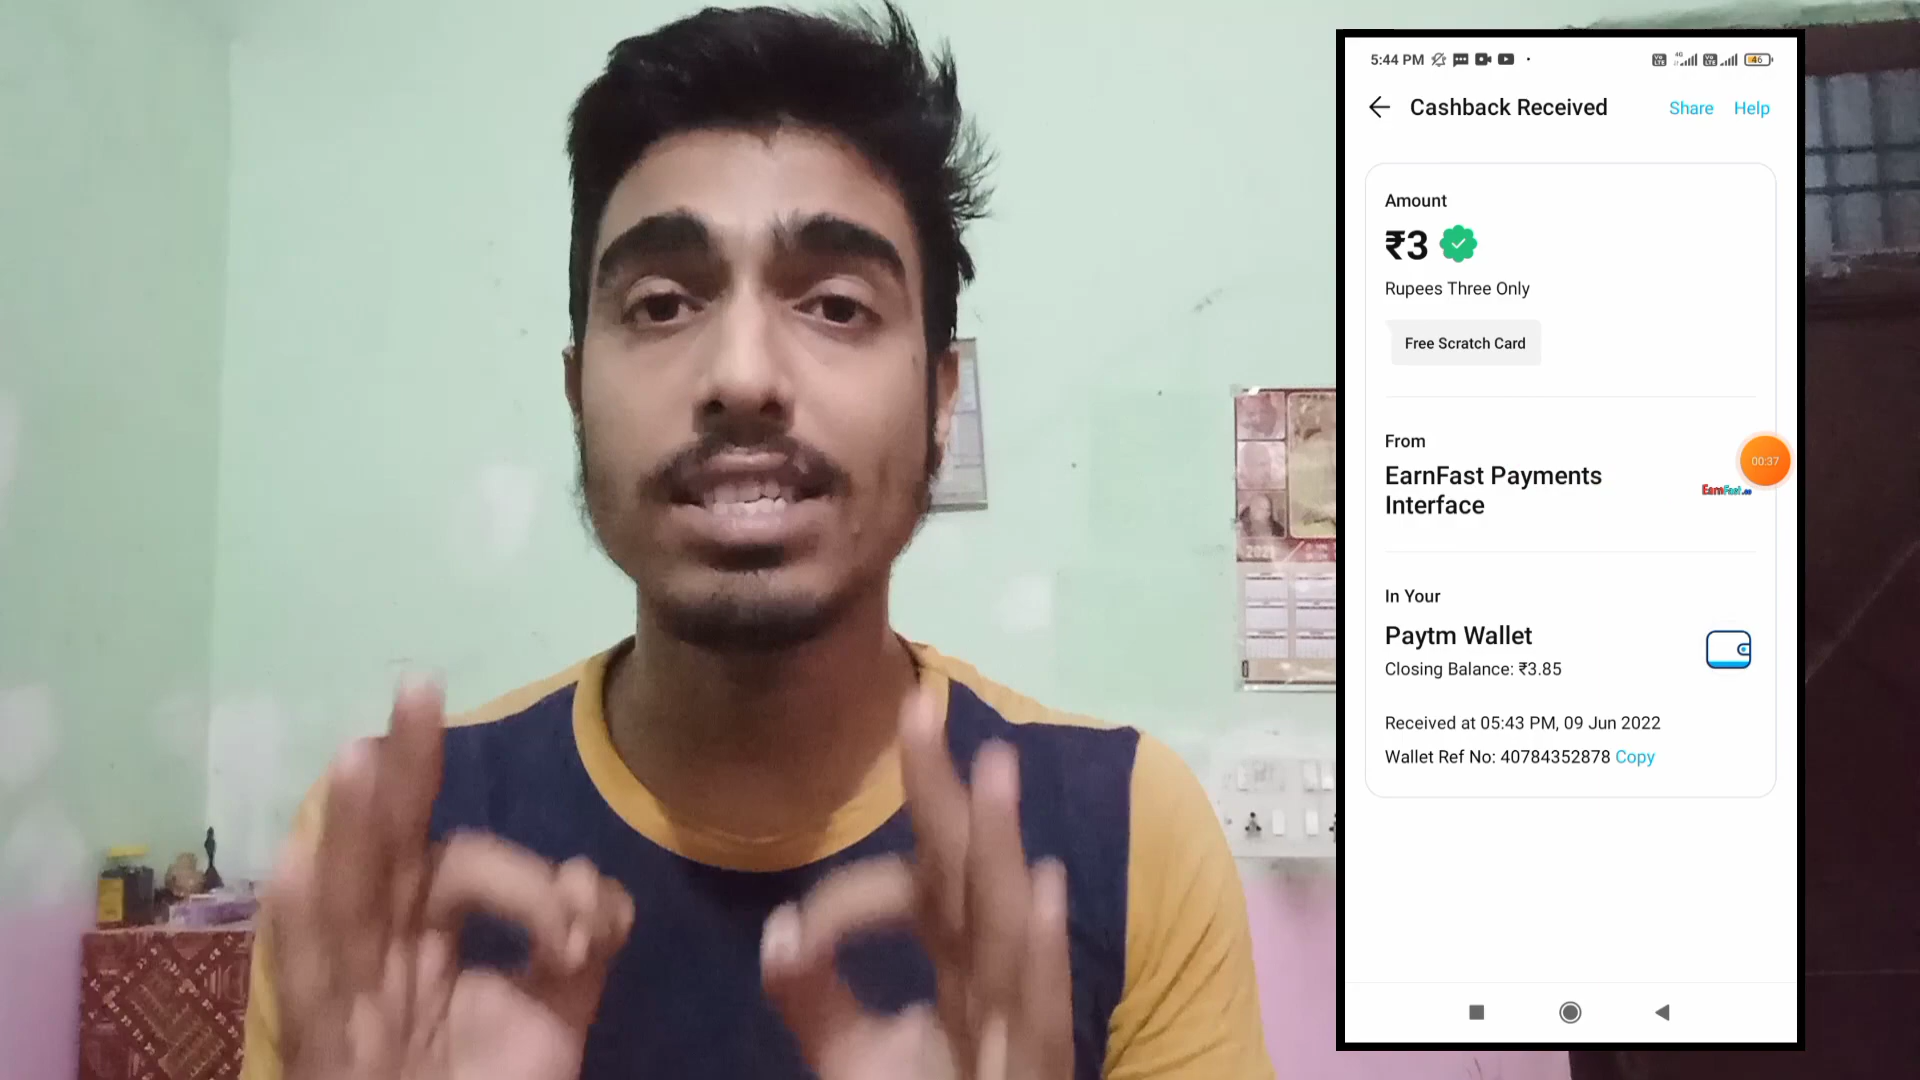 5:44 PM
46
Cashback Received Share Help
Amount
₹3
Rupees Three Only
Free Scratch Card
From
00:37
EarnFast Payments
Interface
EarnFast
In Your
Paytm Wallet
Closing Balance: ₹3.85
Received at 05:43 PM, 09 Jun 2022
Wallet Ref No: 40784352878 Copy